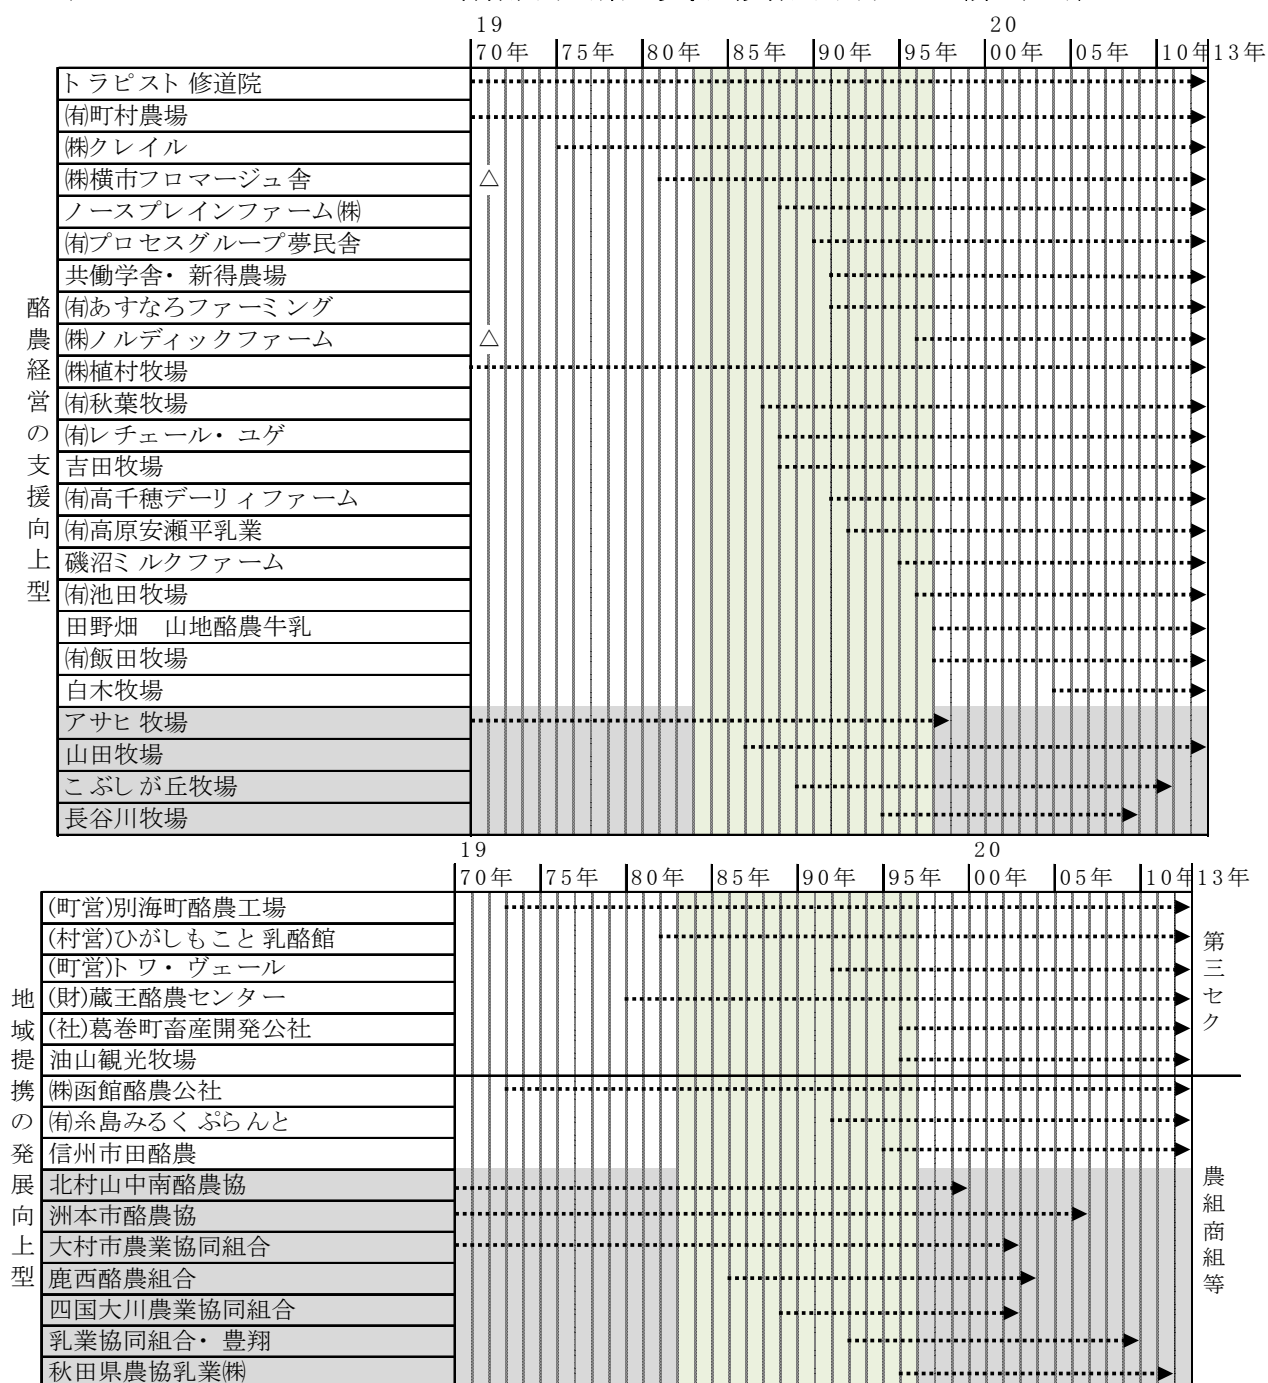 19 20
70年 75年 80年 85年 90年 95年 00年 05年 10年 13年
トラピスト修道院
㈲町村農場
㈱クレイル
㈱横市フロマージュ舎 △
ノースプレインファーム㈱
㈲プロセスグループ夢民舎
共働学舎・新得農場
㈲あすなろファーミング
㈱ノルディックファーム △
㈱植村牧場
㈲秋葉牧場
㈲レチェール・ユゲ
吉田牧場
㈲高千穂デーリィファーム
㈲高原安瀬平乳業
磯沼ミルクファーム
㈲池田牧場
田野畑 山地酪農牛乳
㈲飯田牧場
白木牧場
アサヒ牧場
山田牧場
こぶしが丘牧場
長谷川牧場
酪農経営の支援向上型
19 20
70年 75年 80年 85年 90年 95年 00年 05年 10年 13年
(町営)別海町酪農工場
(村営)ひがしもこと乳酪館
(町営)トワ・ヴェール
(財)蔵王酪農センター
(社)葛巻町畜産開発公社
油山観光牧場
㈱函館酪農公社
㈲糸島みるくぷらんと
信州市田酪農
北村山中南酪農協
洲本市酪農協
大村市農業協同組合
鹿西酪農組合
四国大川農業協同組合
乳業協同組合・豊翔
秋田県農協乳業㈱
地域提携の発展向上型
第三セク
農組商組等